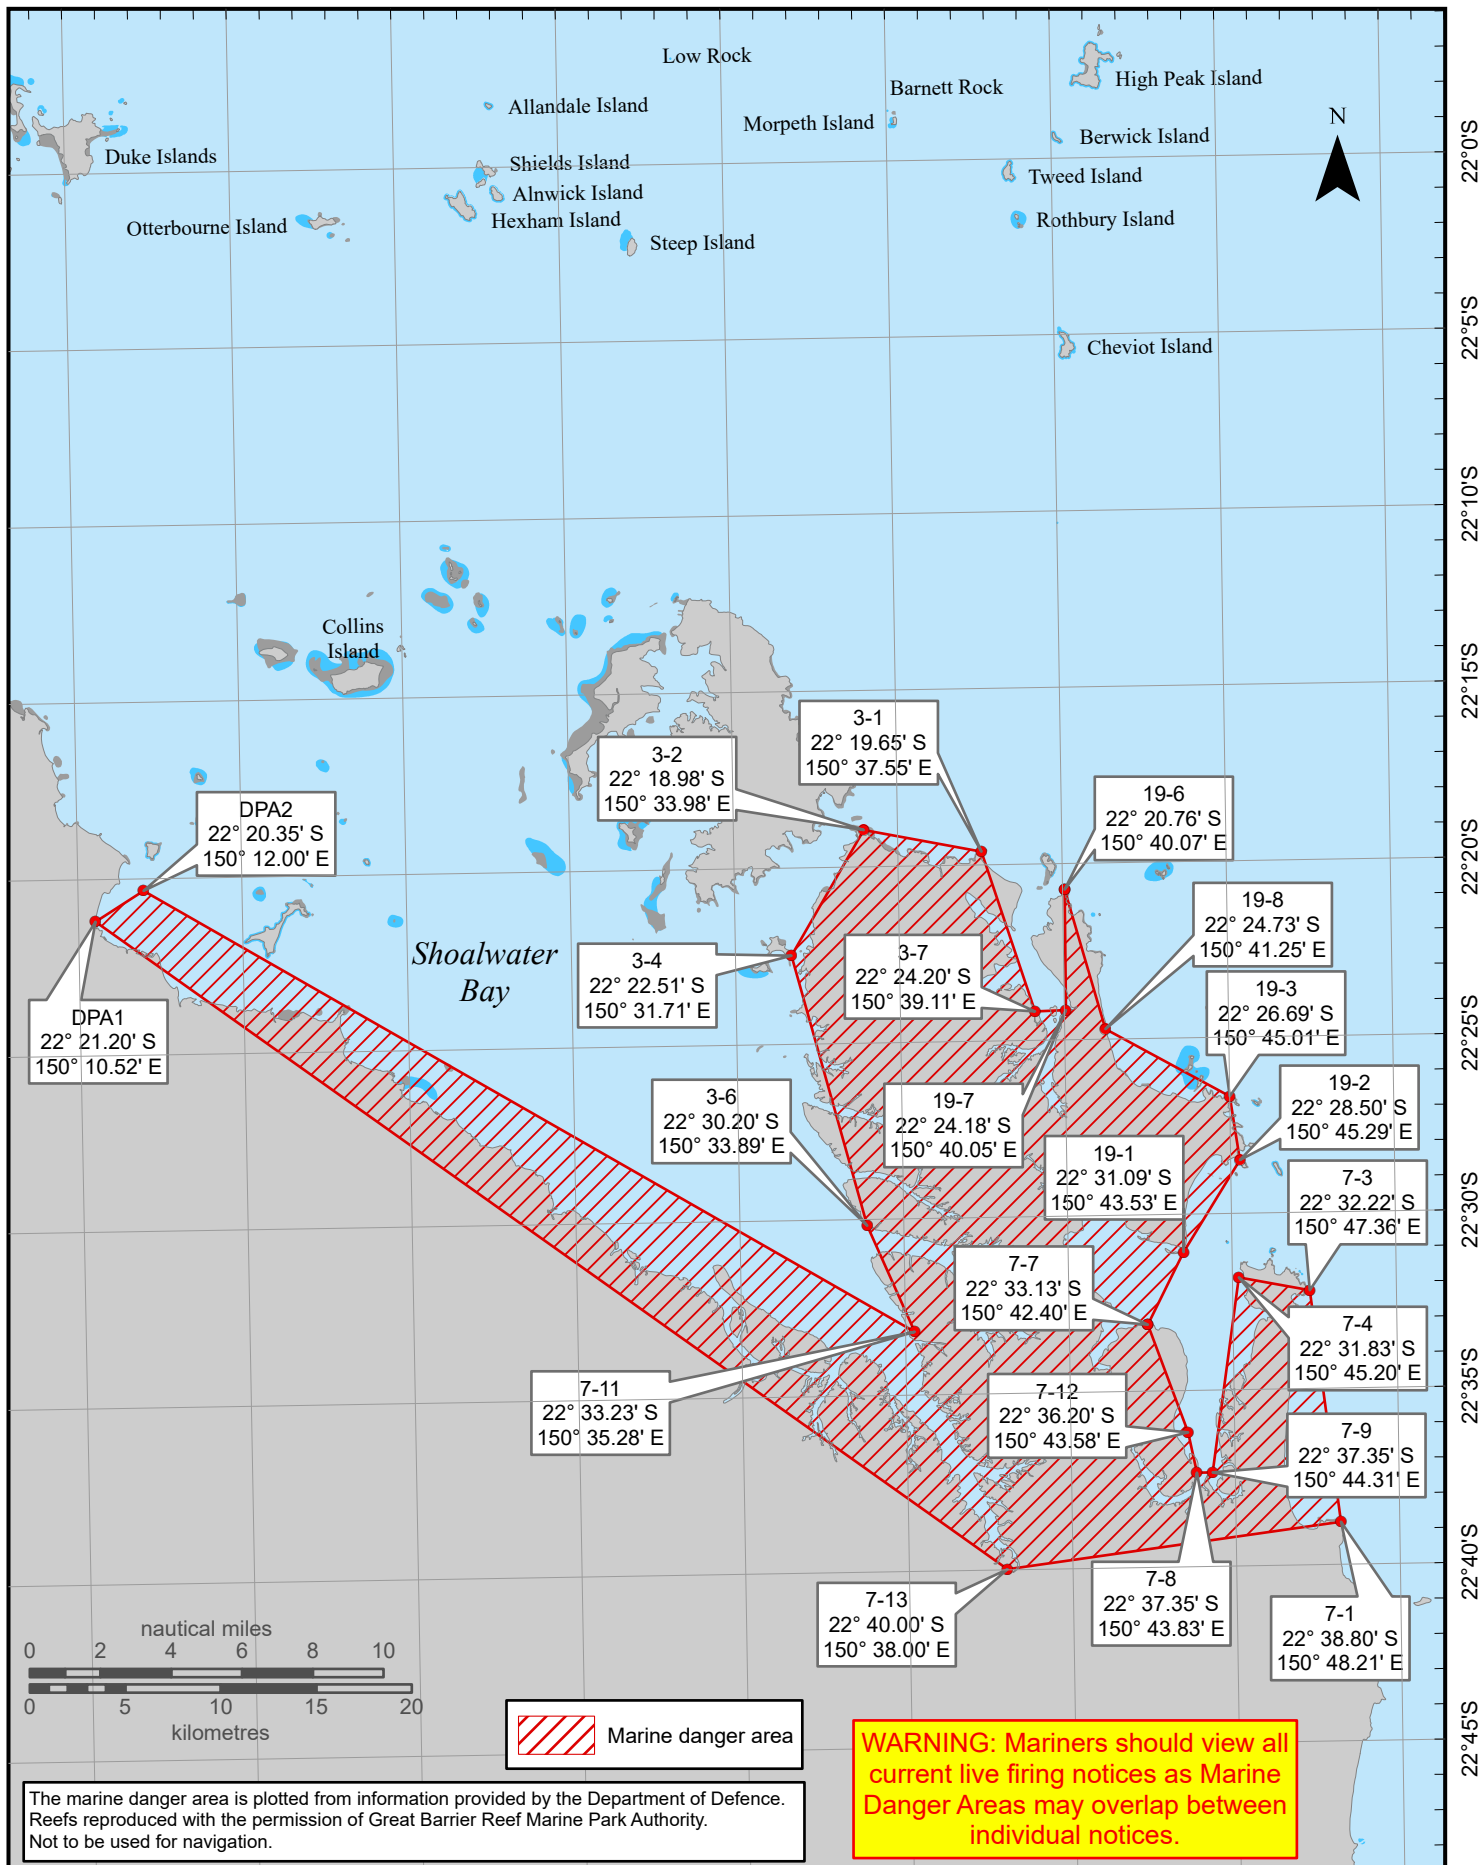 Low Rock
High Peak Island
Barnett Rock
Allandale Island
Morpeth Island
N
Berwick Island
Duke Islands
Shields Island
Tweed Island
Alnwick Island
Hexham Island
Rothbury Island
Otterbourne Island
Steep Island
Cheviot Island
22°0'S
22°5'S
22°10'S
22°15'S
22°20'S
22°25'S
22°30'S
22°35'S
22°40'S
22°45'S
Collins
Island
Shoalwater
Bay
3-1
22° 19.65' S
150° 37.55' E
3-2
22° 18.98' S
150° 33.98' E
19-6
22° 20.76' S
150° 40.07' E
DPA2
22° 20.35' S
150° 12.00' E
19-8
22° 24.73' S
150° 41.25' E
3-4
22° 22.51' S
150° 31.71' E
3-7
22° 24.20' S
150° 39.11' E
19-3
22° 26.69' S
150° 45.01' E
DPA1
22° 21.20' S
150° 10.52' E
19-2
22° 28.50' S
150° 45.29' E
3-6
22° 30.20' S
150° 33.89' E
19-7
22° 24.18' S
150° 40.05' E
19-1
22° 31.09' S
150° 43.53' E
7-3
22° 32.22' S
150° 47.36' E
7-7
22° 33.13' S
150° 42.40' E
7-4
22° 31.83' S
150° 45.20' E
7-11
22° 33.23' S
150° 35.28' E
7-12
22° 36.20' S
150° 43.58' E
7-9
22° 37.35' S
150° 44.31' E
7-13
22° 40.00' S
150° 38.00' E
7-8
22° 37.35' S
150° 43.83' E
7-1
22° 38.80' S
150° 48.21' E
nautical miles
0 2 4 6 8 10
0 5 10 15 20
kilometres
Marine danger area
WARNING: Mariners should view all
current live firing notices as Marine
Danger Areas may overlap between
individual notices.
The marine danger area is plotted from information provided by the Department of Defence.
Reefs reproduced with the permission of Great Barrier Reef Marine Park Authority.
Not to be used for navigation.